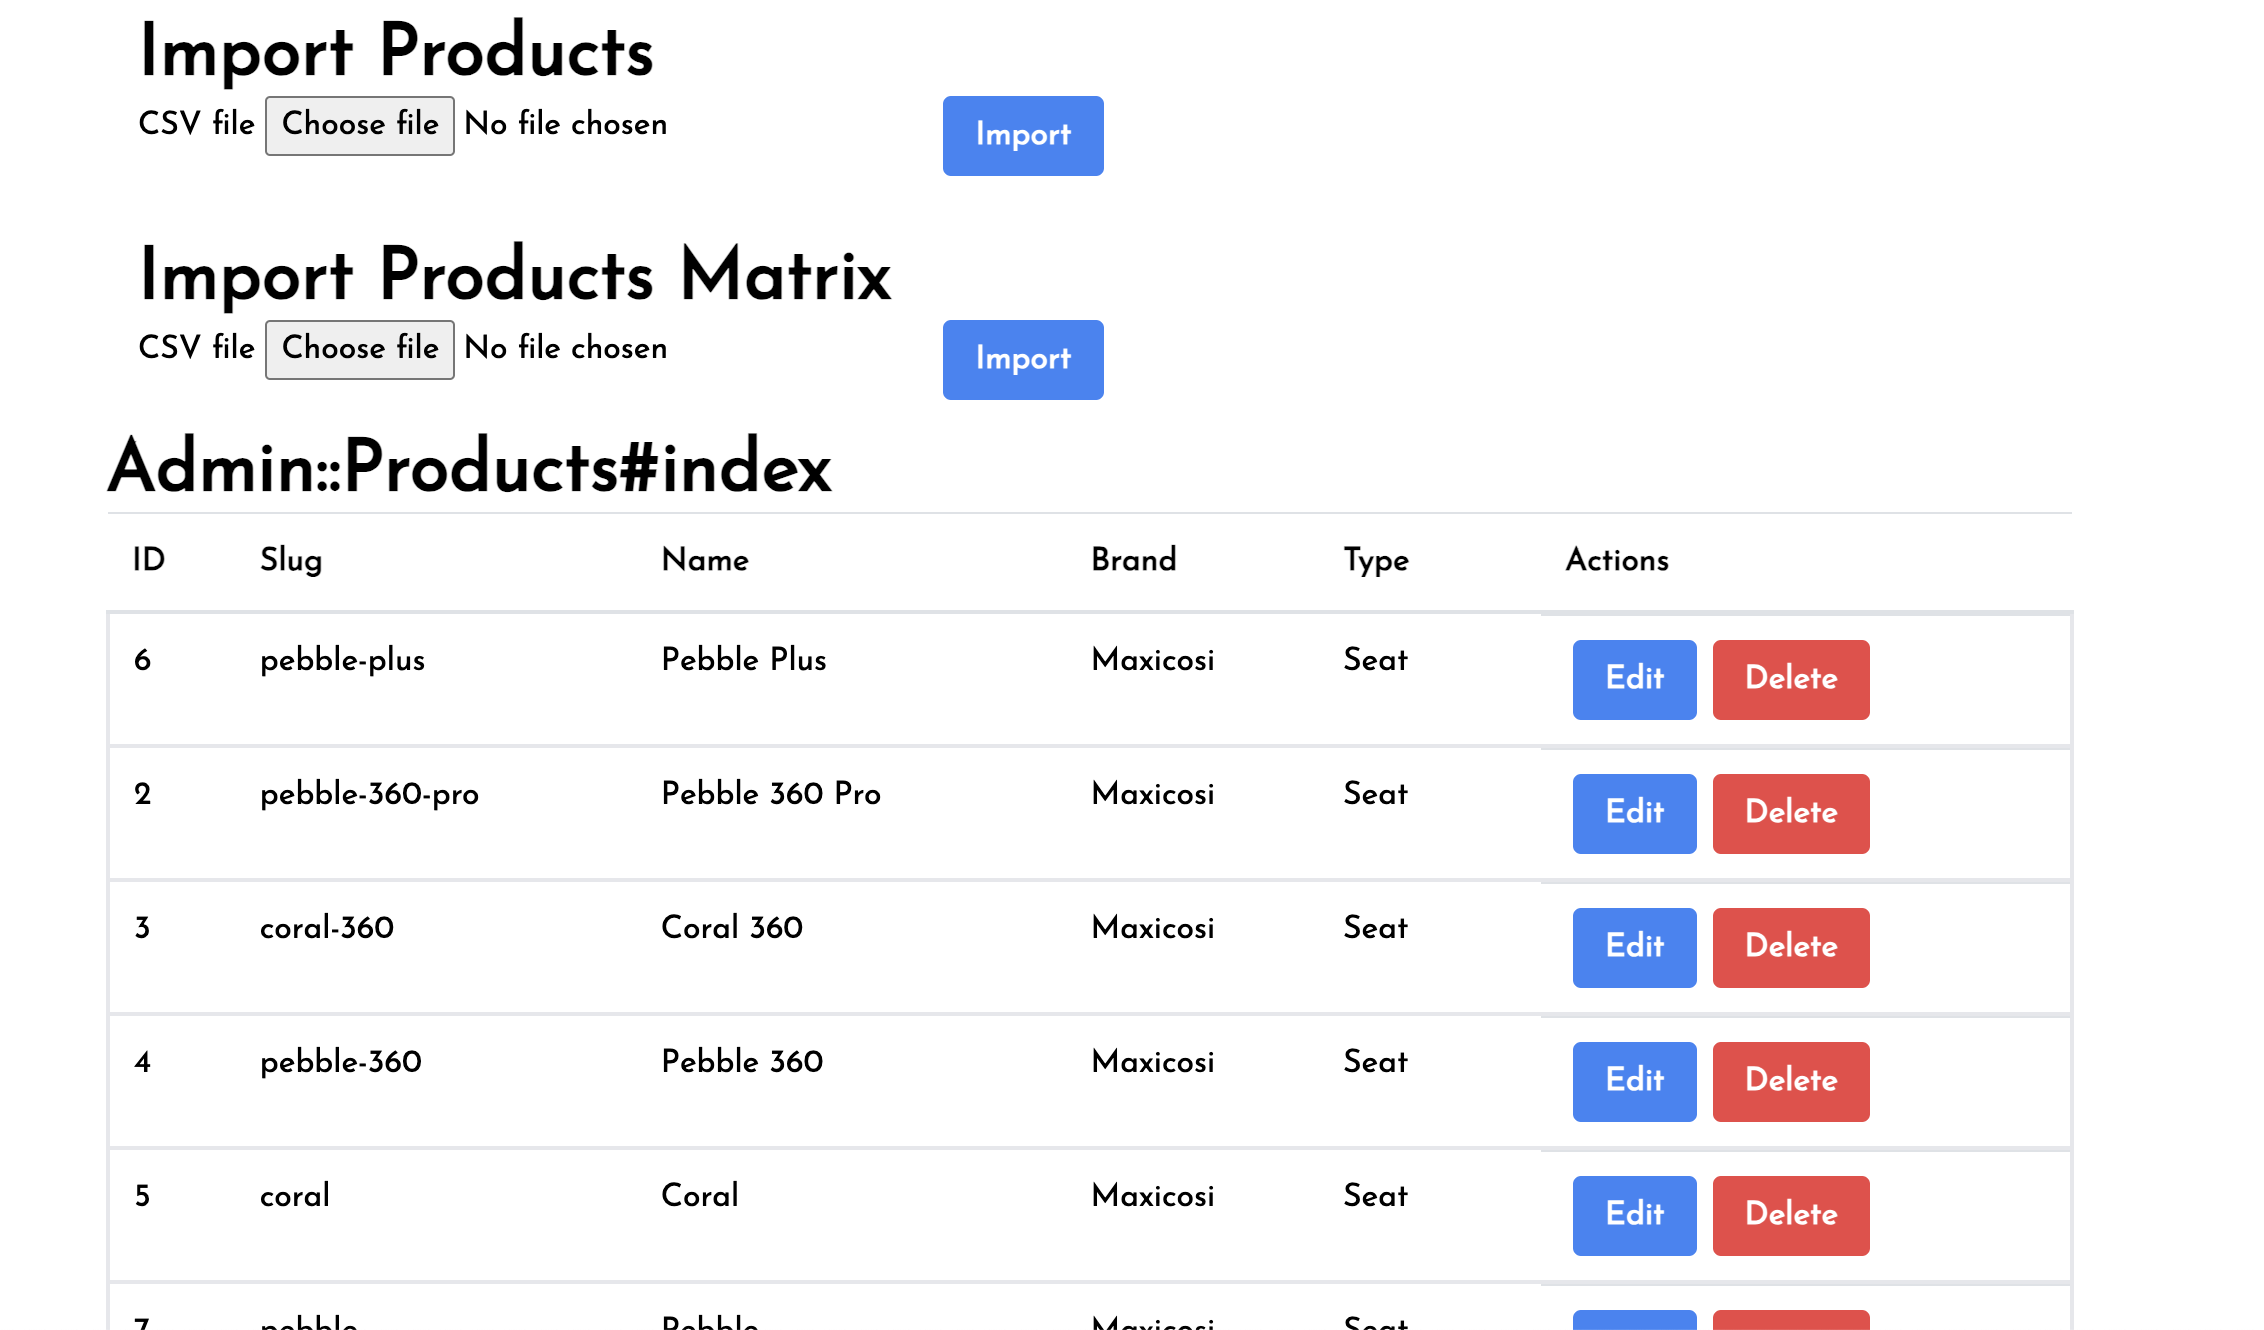 Import Products
CSV file Choose file No file chosen Import
Import Products Matrix
CSV file Choose file No file chosen Import
Admin::Products#index
ID Slug Name Brand Type Actions
6 pebble-plus Pebble Plus Maxicosi Seat Edit Delete
2 pebble-360-pro Pebble 360 Pro Maxicosi Seat Edit Delete
3 coral-360 Coral 360 Maxicosi Seat Edit Delete
4 pebble-360 Pebble 360 Maxicosi Seat Edit Delete
5 coral Coral Maxicosi Seat Edit Delete
7 pebble Pebble Maxicosi Seat